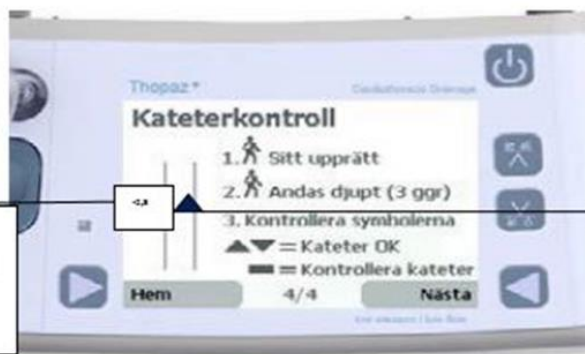 Thopaz+
Kateterkontroll
1. Sitt upprätt
2. Andas djupt (3 ggr)
3. Kontrollera symbolerna
▲▼ = Kateter OK
▬ = Kontrollera kateter
Hem 4/4 Nästa